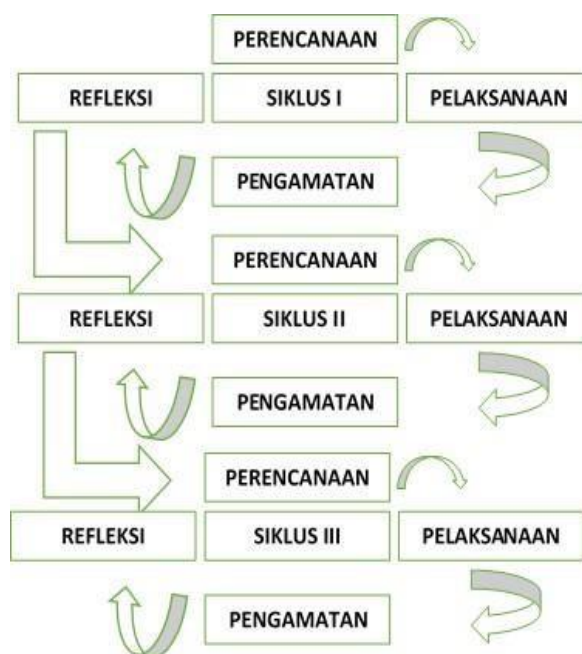 PERENCANAAN
REFLEKSI
SIKLUS I
PELAKSANAAN
PENGAMATAN
PERENCANAAN
REFLEKSI
SIKLUS II
PELAKSANAAN
PENGAMATAN
PERENCANAAN
REFLEKSI
SIKLUS III
PELAKSANAAN
PENGAMATAN